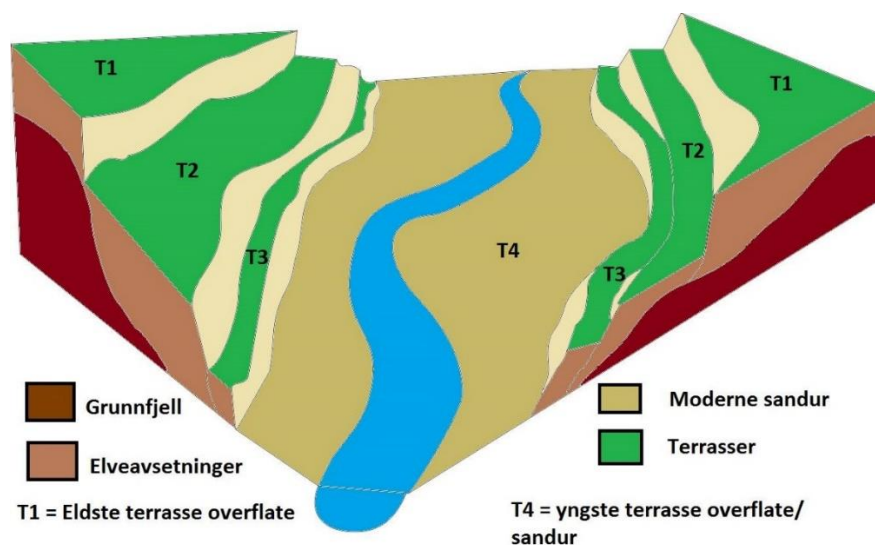 T1
T1
T2
T2
T3
T4
T3
Grunnfjell
Moderne sandur
Elveavsetninger
Terrasser
T1 = Eldste terrasse overflate
T4 = yngste terrasse overflate/
sandur